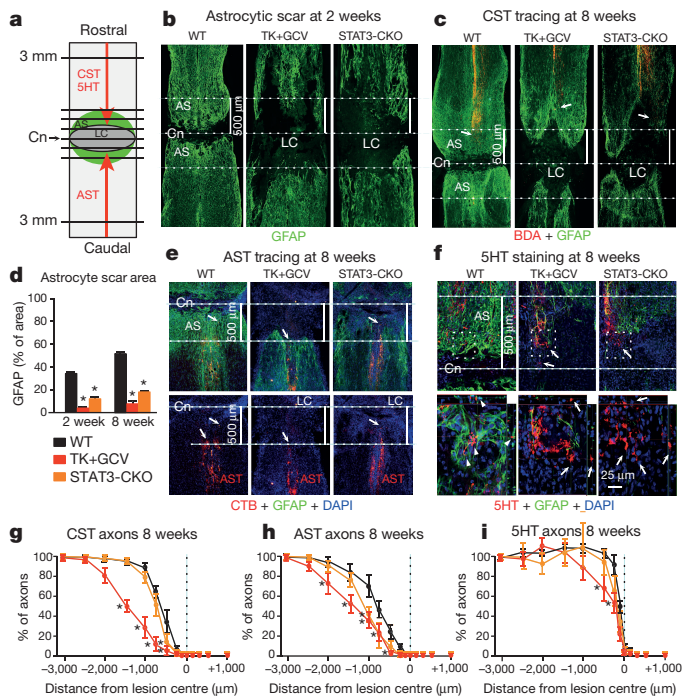 a
Rostral
3 mm
CST
5HT
AS
LC
Cn
AST
3 mm
Caudal
b Astrocytic scar at 2 weeks
WT TK+GCV STAT3-CKO
AS
500 μm
Cn
LC
AS
GFAP
c CST tracing at 8 weeks
WT TK+GCV STAT3-CKO
AS
500 μm
Cn
LC
AS
BDA + GFAP
d Astrocyte scar area
GFAP (% of area)
100
80
60
40
20
0
* * * *
2 week 8 week
WT
TK+GCV
STAT3-CKO
e AST tracing at 8 weeks
WT TK+GCV STAT3-CKO
Cn
AS
500 μm
Cn LC
500 μm
AST AST
CTB + GFAP + DAPI
f 5HT staining at 8 weeks
WT TK+GCV STAT3-CKO
AS
500 μm
Cn
25 μm
5HT + GFAP + DAPI
g CST axons 8 weeks
% of axons
100
80
60
40
20
0
* * * * *
–3,000 –2,000 –1,000 0 +1,000
Distance from lesion centre (μm)
h AST axons 8 weeks
% of axons
100
80
60
40
20
0
* * * * *
–3,000 –2,000 –1,000 0 +1,000
Distance from lesion centre (μm)
i 5HT axons 8 weeks
% of axons
100
80
60
40
20
0
* *
–3,000 –2,000 –1,000 0 +1,000
Distance from lesion centre (μm)